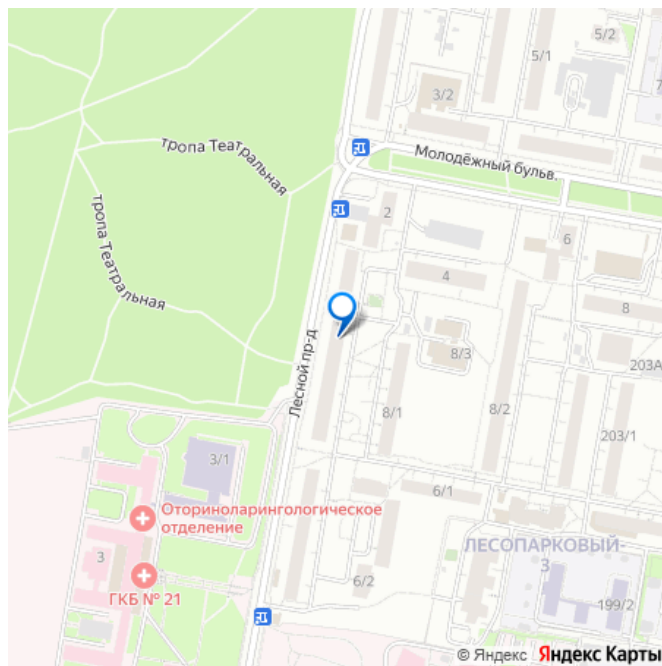 5/2
5/1
3/2
7
тропа Театральная
Молодёжный бульв.
2
тропа Театральная
6
4
8
Лесной пр-д
8/3
203А
8/1
8/2
203/1
3/1
6/1
Оториноларингологическое
отделение
ЛЕСОПАРКОВЫЙ-
3
3
6/2
ГКБ № 21
199/2
© Яндекс Яндекс Карты